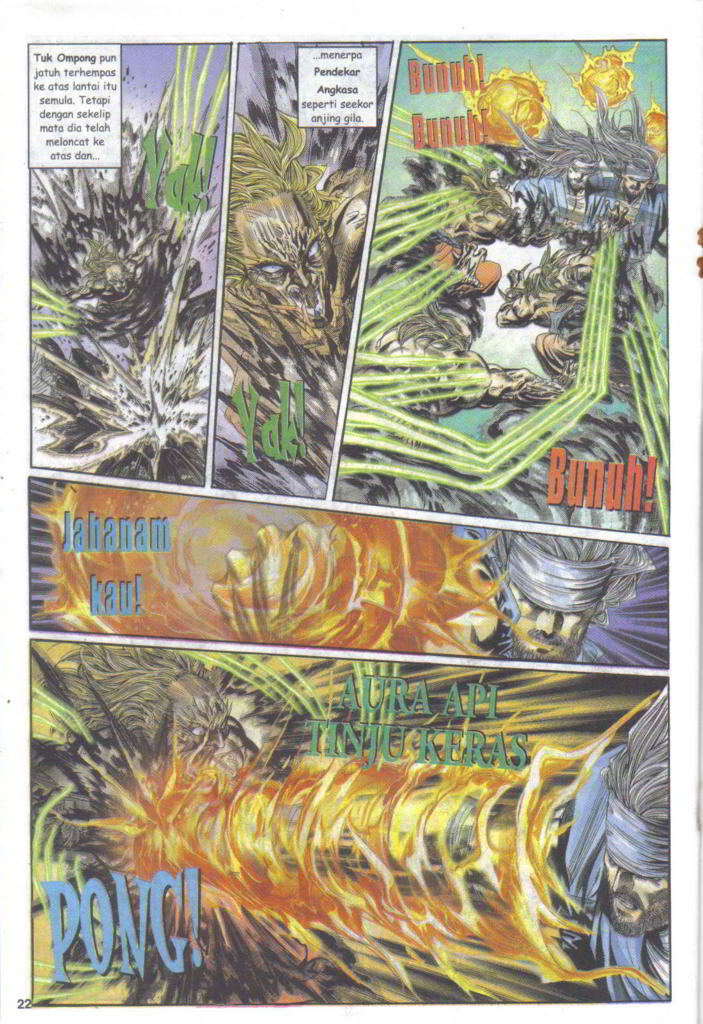 Tuk Ompong pun
jatuh terhempas
ke atas lantai itu
semula. Tetapi
dengan sekelip
mata dia telah
meloncat ke
atas dan...
Yak!
...menerpa
Pendekar
Angkasa
seperti seekor
anjing gila.
Yak!
Bunuh!
Bunuh!
Bunuh!
Jahanam
kau!
AURA API
TINJU KERAS
PONG!
22